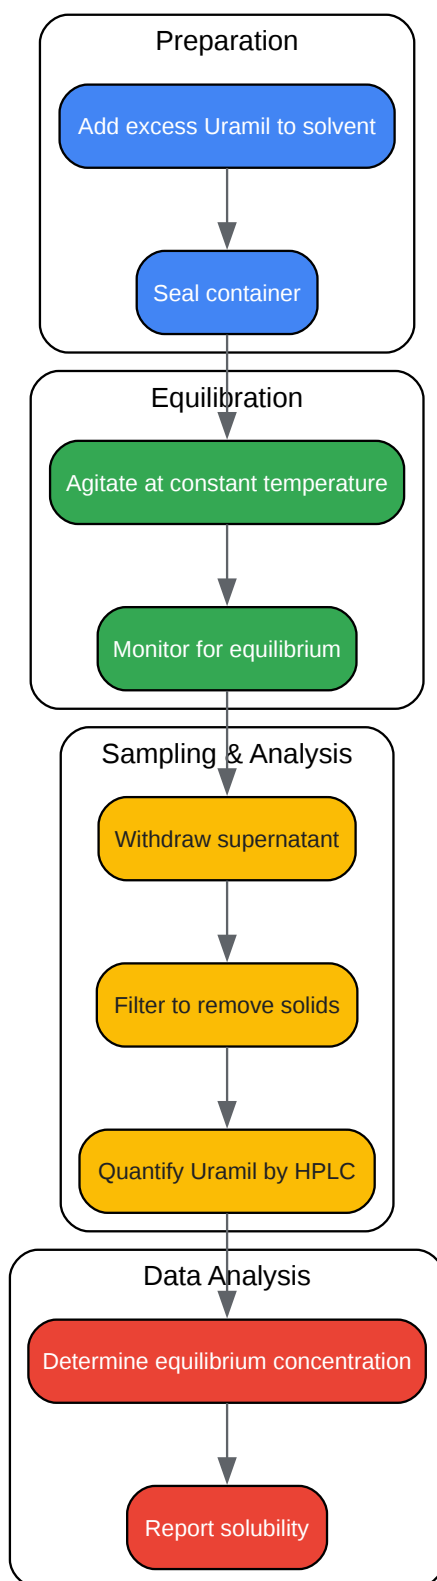 Preparation
Add excess Uramil to solvent
Seal container
Equilibration
Agitate at constant temperature
Monitor for equilibrium
Sampling & Analysis
Withdraw supernatant
Filter to remove solids
Quantify Uramil by HPLC
Data Analysis
Determine equilibrium concentration
Report solubility